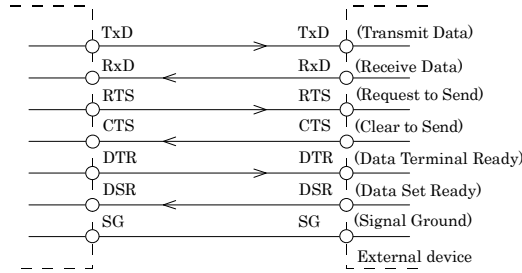 TxD TxD (Transmit Data)
RxD RxD (Receive Data)
RTS RTS (Request to Send)
CTS CTS (Clear to Send)
DTR DTR (Data Terminal Ready)
DSR DSR (Data Set Ready)
SG SG (Signal Ground)
External device